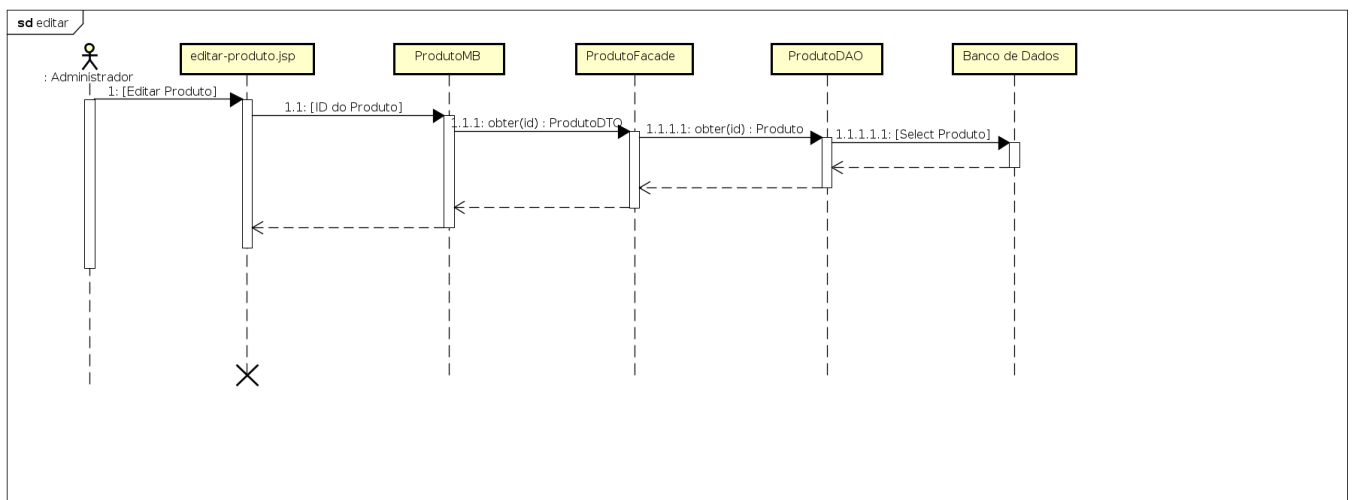 sd editar
: Administrador
editar-produto.jsp
ProdutoMB
ProdutoFacade
ProdutoDAO
Banco de Dados
1: [Editar Produto]
1.1: [ID do Produto]
1.1.1: obter(id) : ProdutoDTO
1.1.1.1: obter(id) : Produto
1.1.1.1.1: [Select Produto]